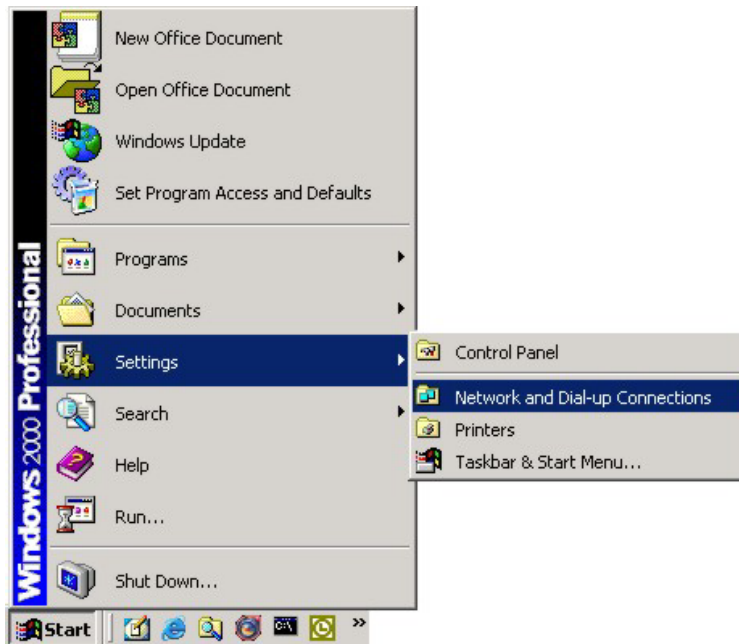 New Office Document
Open Office Document
Windows Update
Set Program Access and Defaults
Programs
Documents
Settings
Search
Help
Run...
Shut Down...
Control Panel
Network and Dial-up Connections
Printers
Taskbar & Start Menu...
Windows 2000 Professional
Start
C:\
»